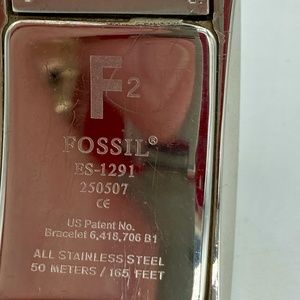 F²
FOSSIL®
ES-1291
250507
CE
US Patent No.
Bracelet 6,418,706 B1
ALL STAINLESS STEEL
50 METERS / 165 FEET